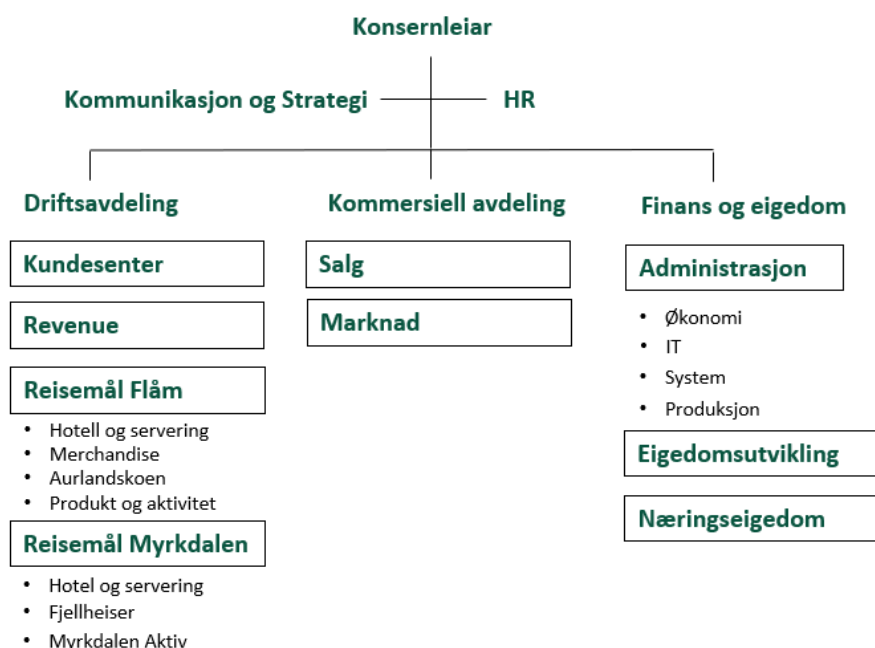 Konsernleiar
Kommunikasjon og Strategi
HR
Driftsavdeling
Kundesenter
Revenue
Reisemål Flåm
• Hotell og servering
• Merchandise
• Aurlandskoen
• Produkt og aktivitet
Reisemål Myrkdalen
• Hotel og servering
• Fjellheiser
• Myrkdalen Aktiv
Kommersiell avdeling
Salg
Marknad
Finans og eigedom
Administrasjon
• Økonomi
• IT
• System
• Produksjon
Eigedomsutvikling
Næringseigedom